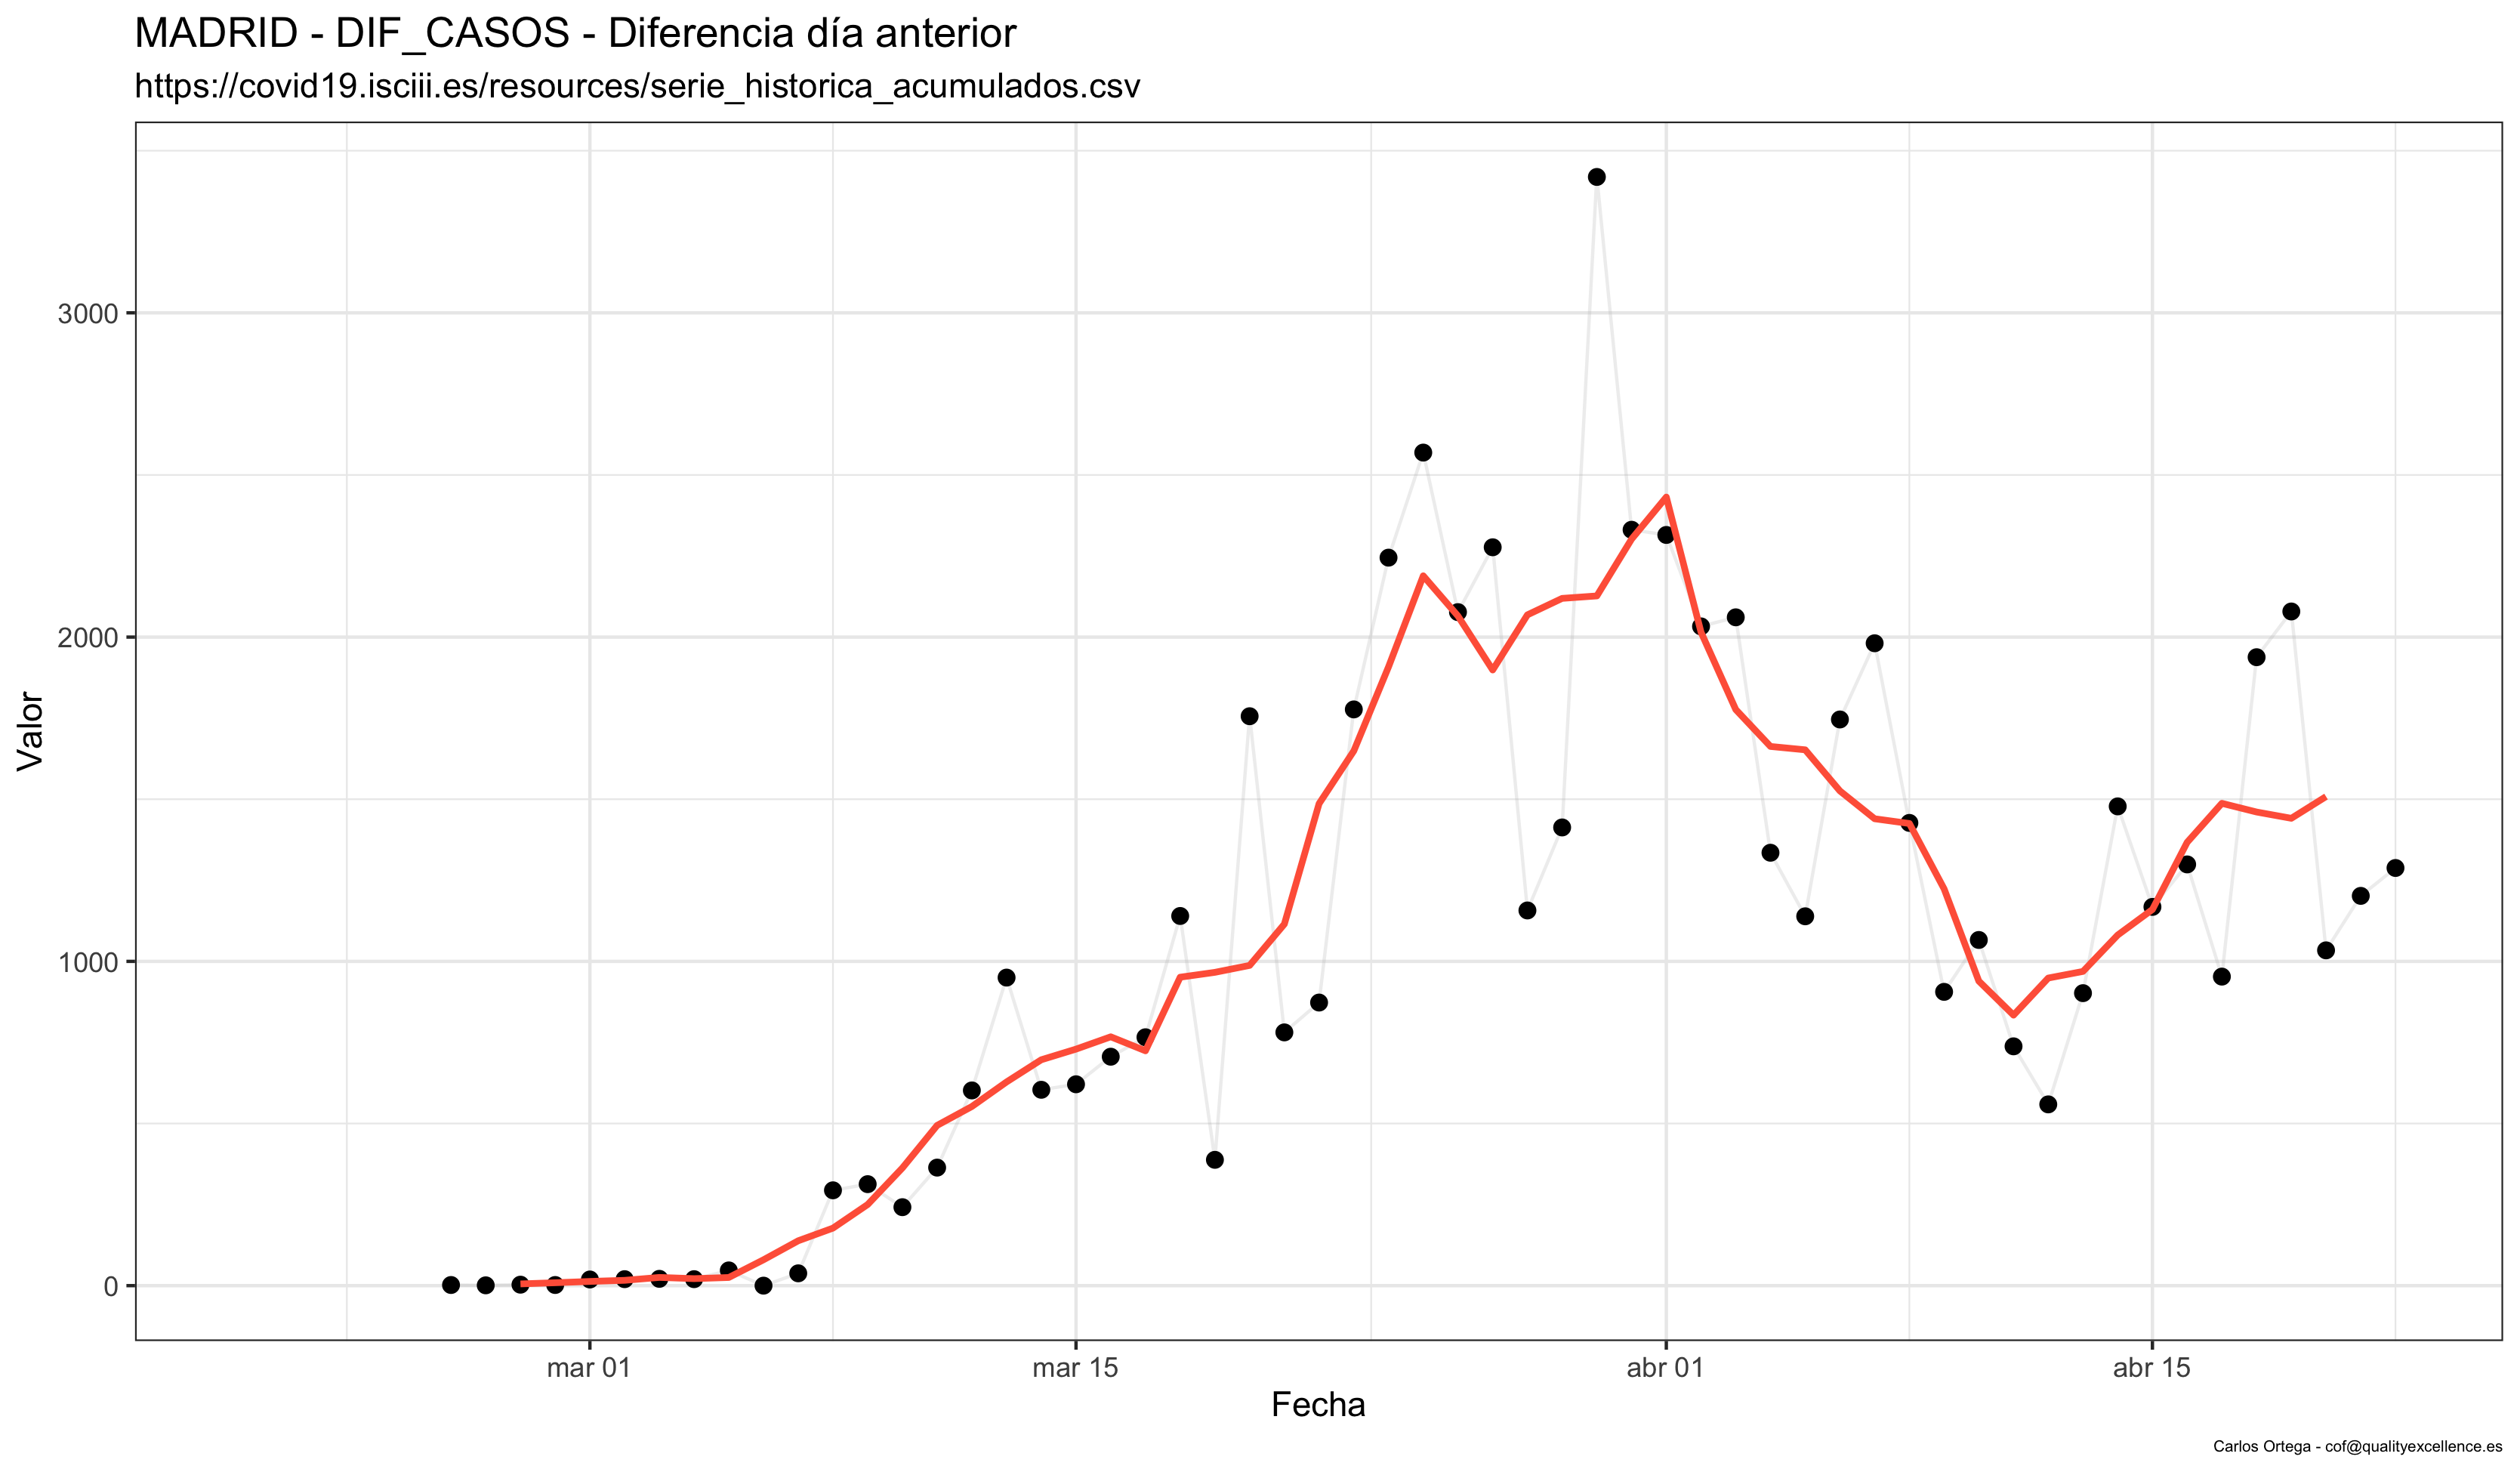 MADRID - DIF_CASOS - Diferencia día anterior
https://covid19.isciii.es/resources/serie_historica_acumulados.csv
3000
2000
1000
0
Valor
mar 01
mar 15
abr 01
abr 15
Fecha
Carlos Ortega - cof@qualityexcellence.es